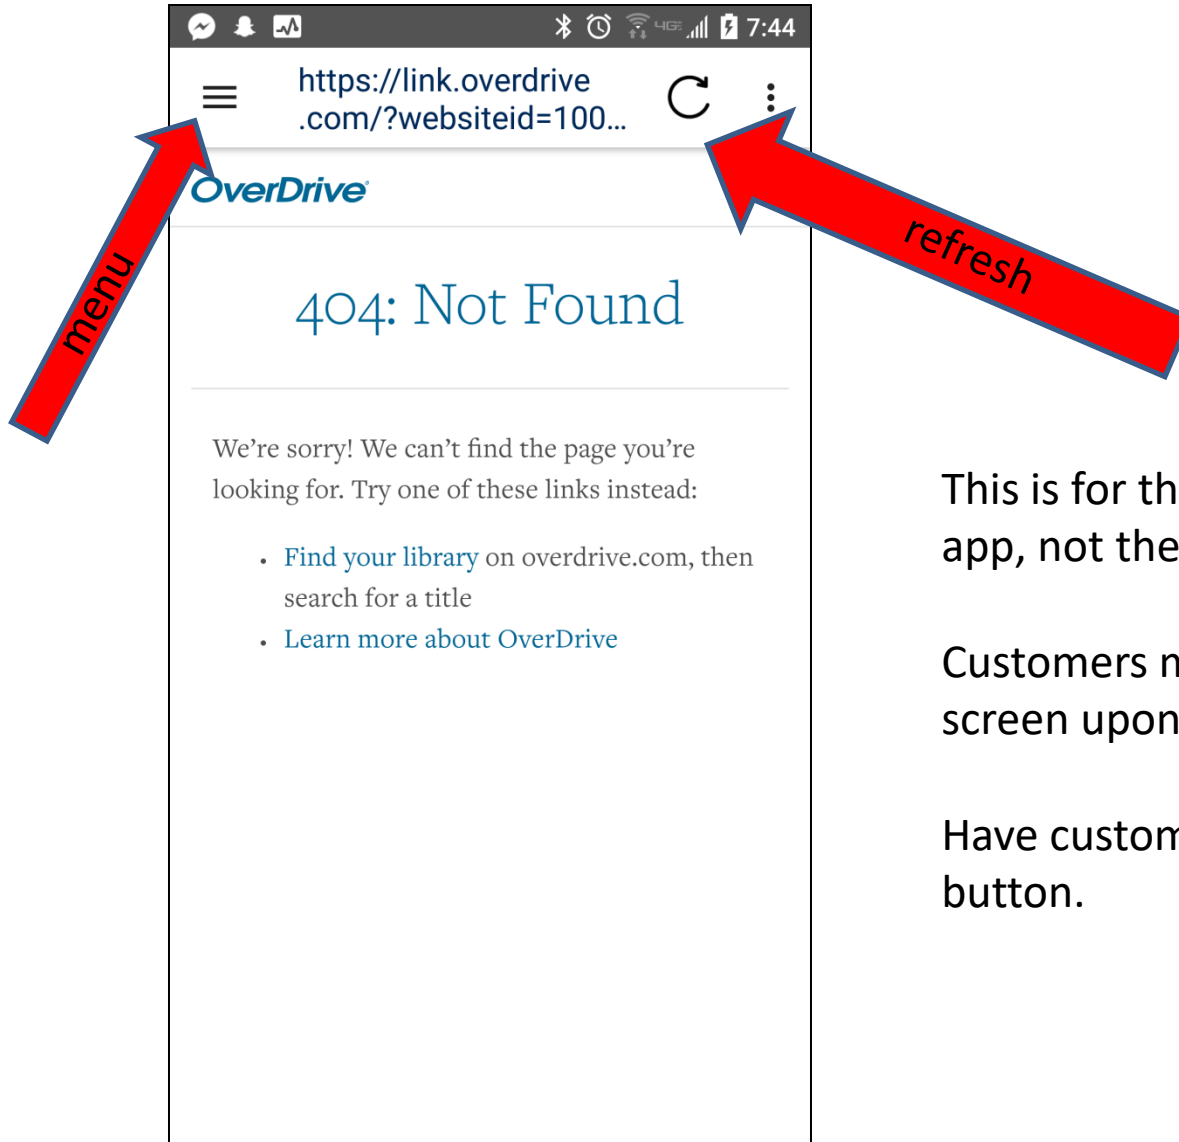 7:44
https://link.overdrive
.com/?websiteid=100...
OverDrive
menu
refresh
404: Not Found
We’re sorry! We can’t find the page you’re
looking for. Try one of these links instead:
• Find your library on overdrive.com, then
search for a title
• Learn more about OverDrive
This is for th
app, not the
Customers
screen upon
Have custom
button.